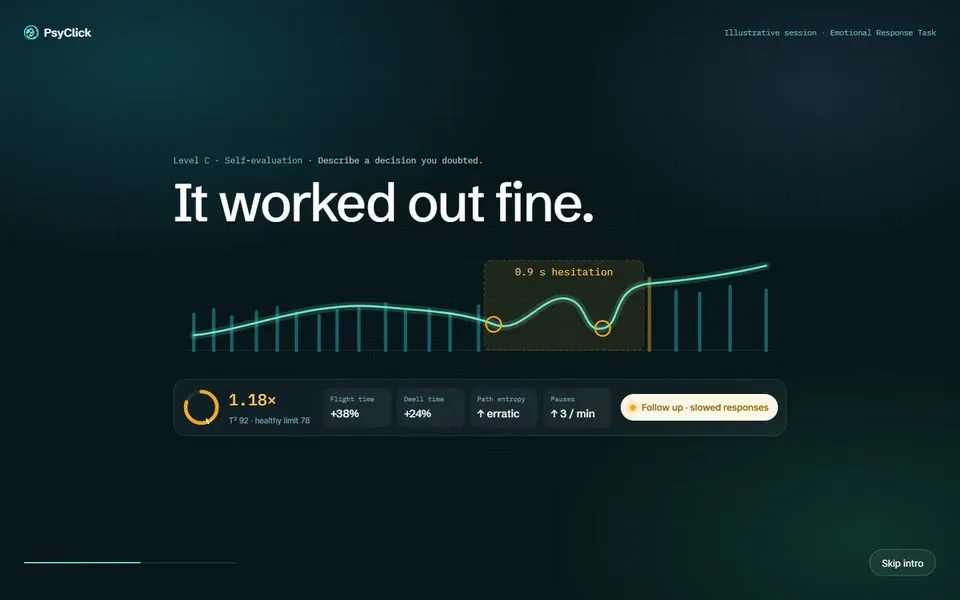 PsyClick
Illustrative session · Emotional Response Task
Level C · Self-evaluation · Describe a decision you doubted.
It worked out fine.
0.9 s hesitation
1.18×
T² 92 · healthy limit 78
Flight time
+38%
Dwell time
+24%
Path entropy
↑ erratic
Pauses
↑ 3 / min
Follow up · slowed responses
Skip intro